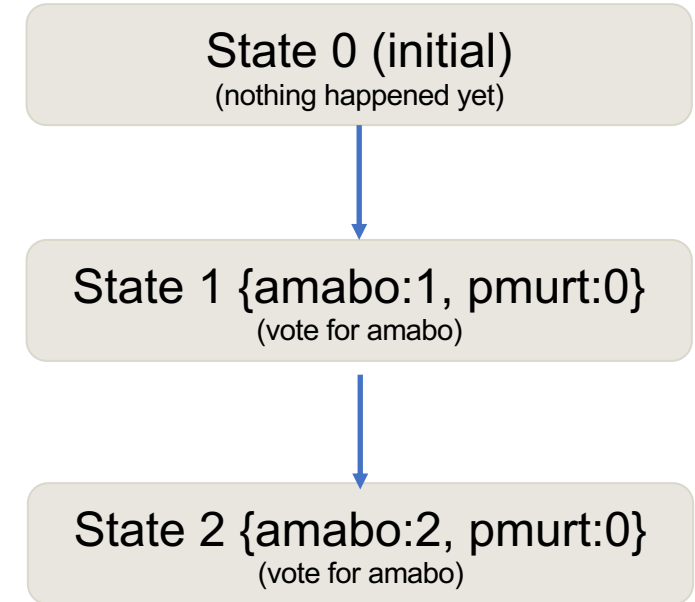 State 0 (initial)
(nothing happened yet)
State 1 {amabo:1, pmurt:0}
(vote for amabo)
State 2 {amabo:2, pmurt:0}
(vote for amabo)